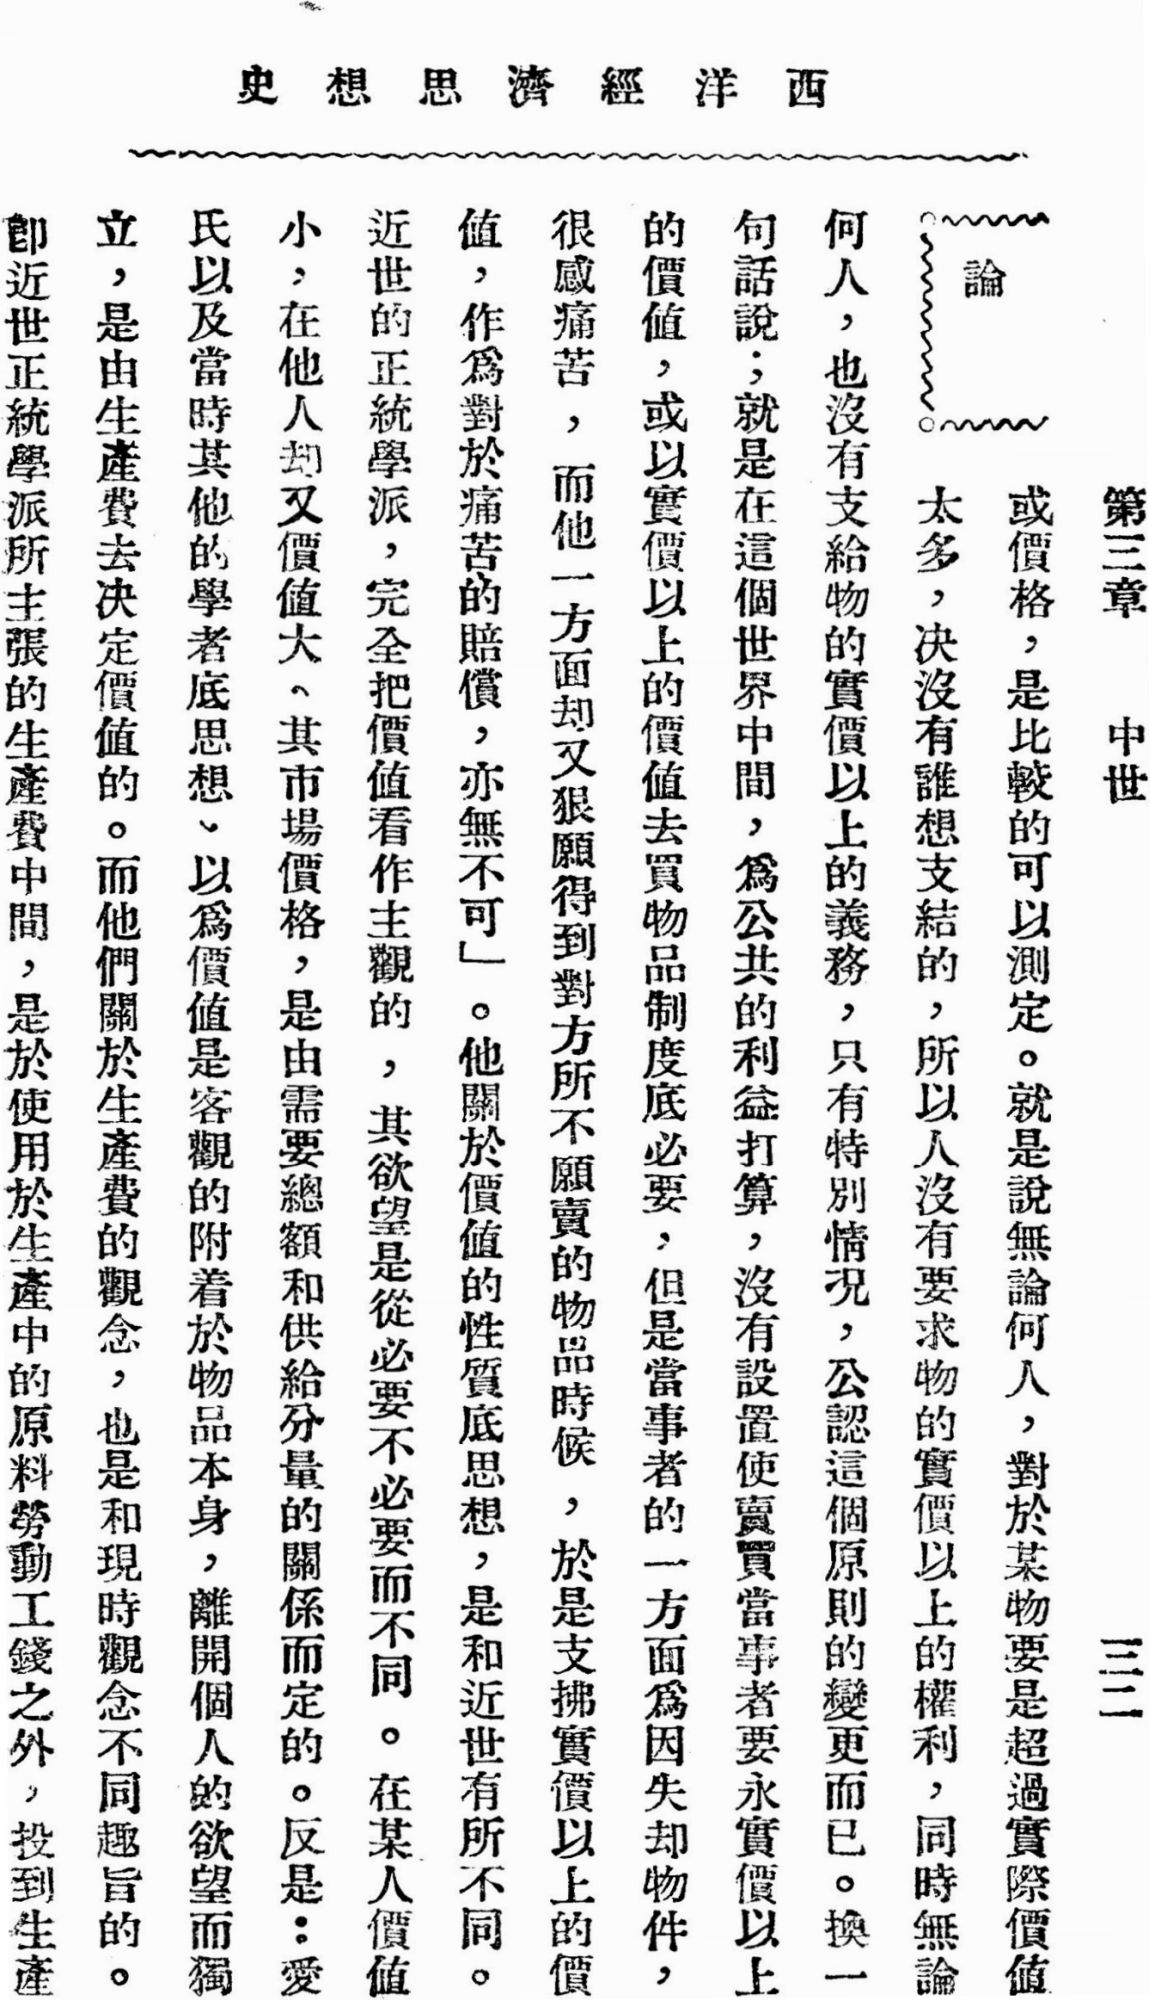 西洋經濟思想史
第三章　中世　三二
論
或價格，是比較的可以測定。就是說無論何人，對於某物要是超過實際價值
太多，決沒有誰想支結的，所以人沒有要求物的實價以上的權利，同時無論
何人，也沒有支給物的實價以上的義務，只有特別情況，公認這個原則的變更而已。換一
句話說；就是在這個世界中間，爲公共的利益打算，沒有設置使賣買當事者要永實價以上
的價值，或以實價以上的價值去買物品制度底必要，但是當事者的一方面爲因失却物件，
很感痛苦，而他一方面却又狠願得到對方所不願賣的物品時候，於是支拂實價以上的價
值，作爲對於痛苦的賠償，亦無不可」。他關於價值的性質底思想，是和近世有所不同。
近世的正統學派，完全把價值看作主觀的，其欲望是從必要不必要而不同。在某人價值
小，在他人却又價值大、其市場價格，是由需要總額和供給分量的關係而定的。反是：愛
氏以及當時其他的學者底思想、以爲價值是客觀的附着於物品本身，離開個人的欲望而獨
立，是由生產費去決定價值的。而他們關於生產費的觀念，也是和現時觀念不同趣旨的。
卽近世正統學派所主張的生產費中間，是於使用於生產中的原料勞動工錢之外，投到生產